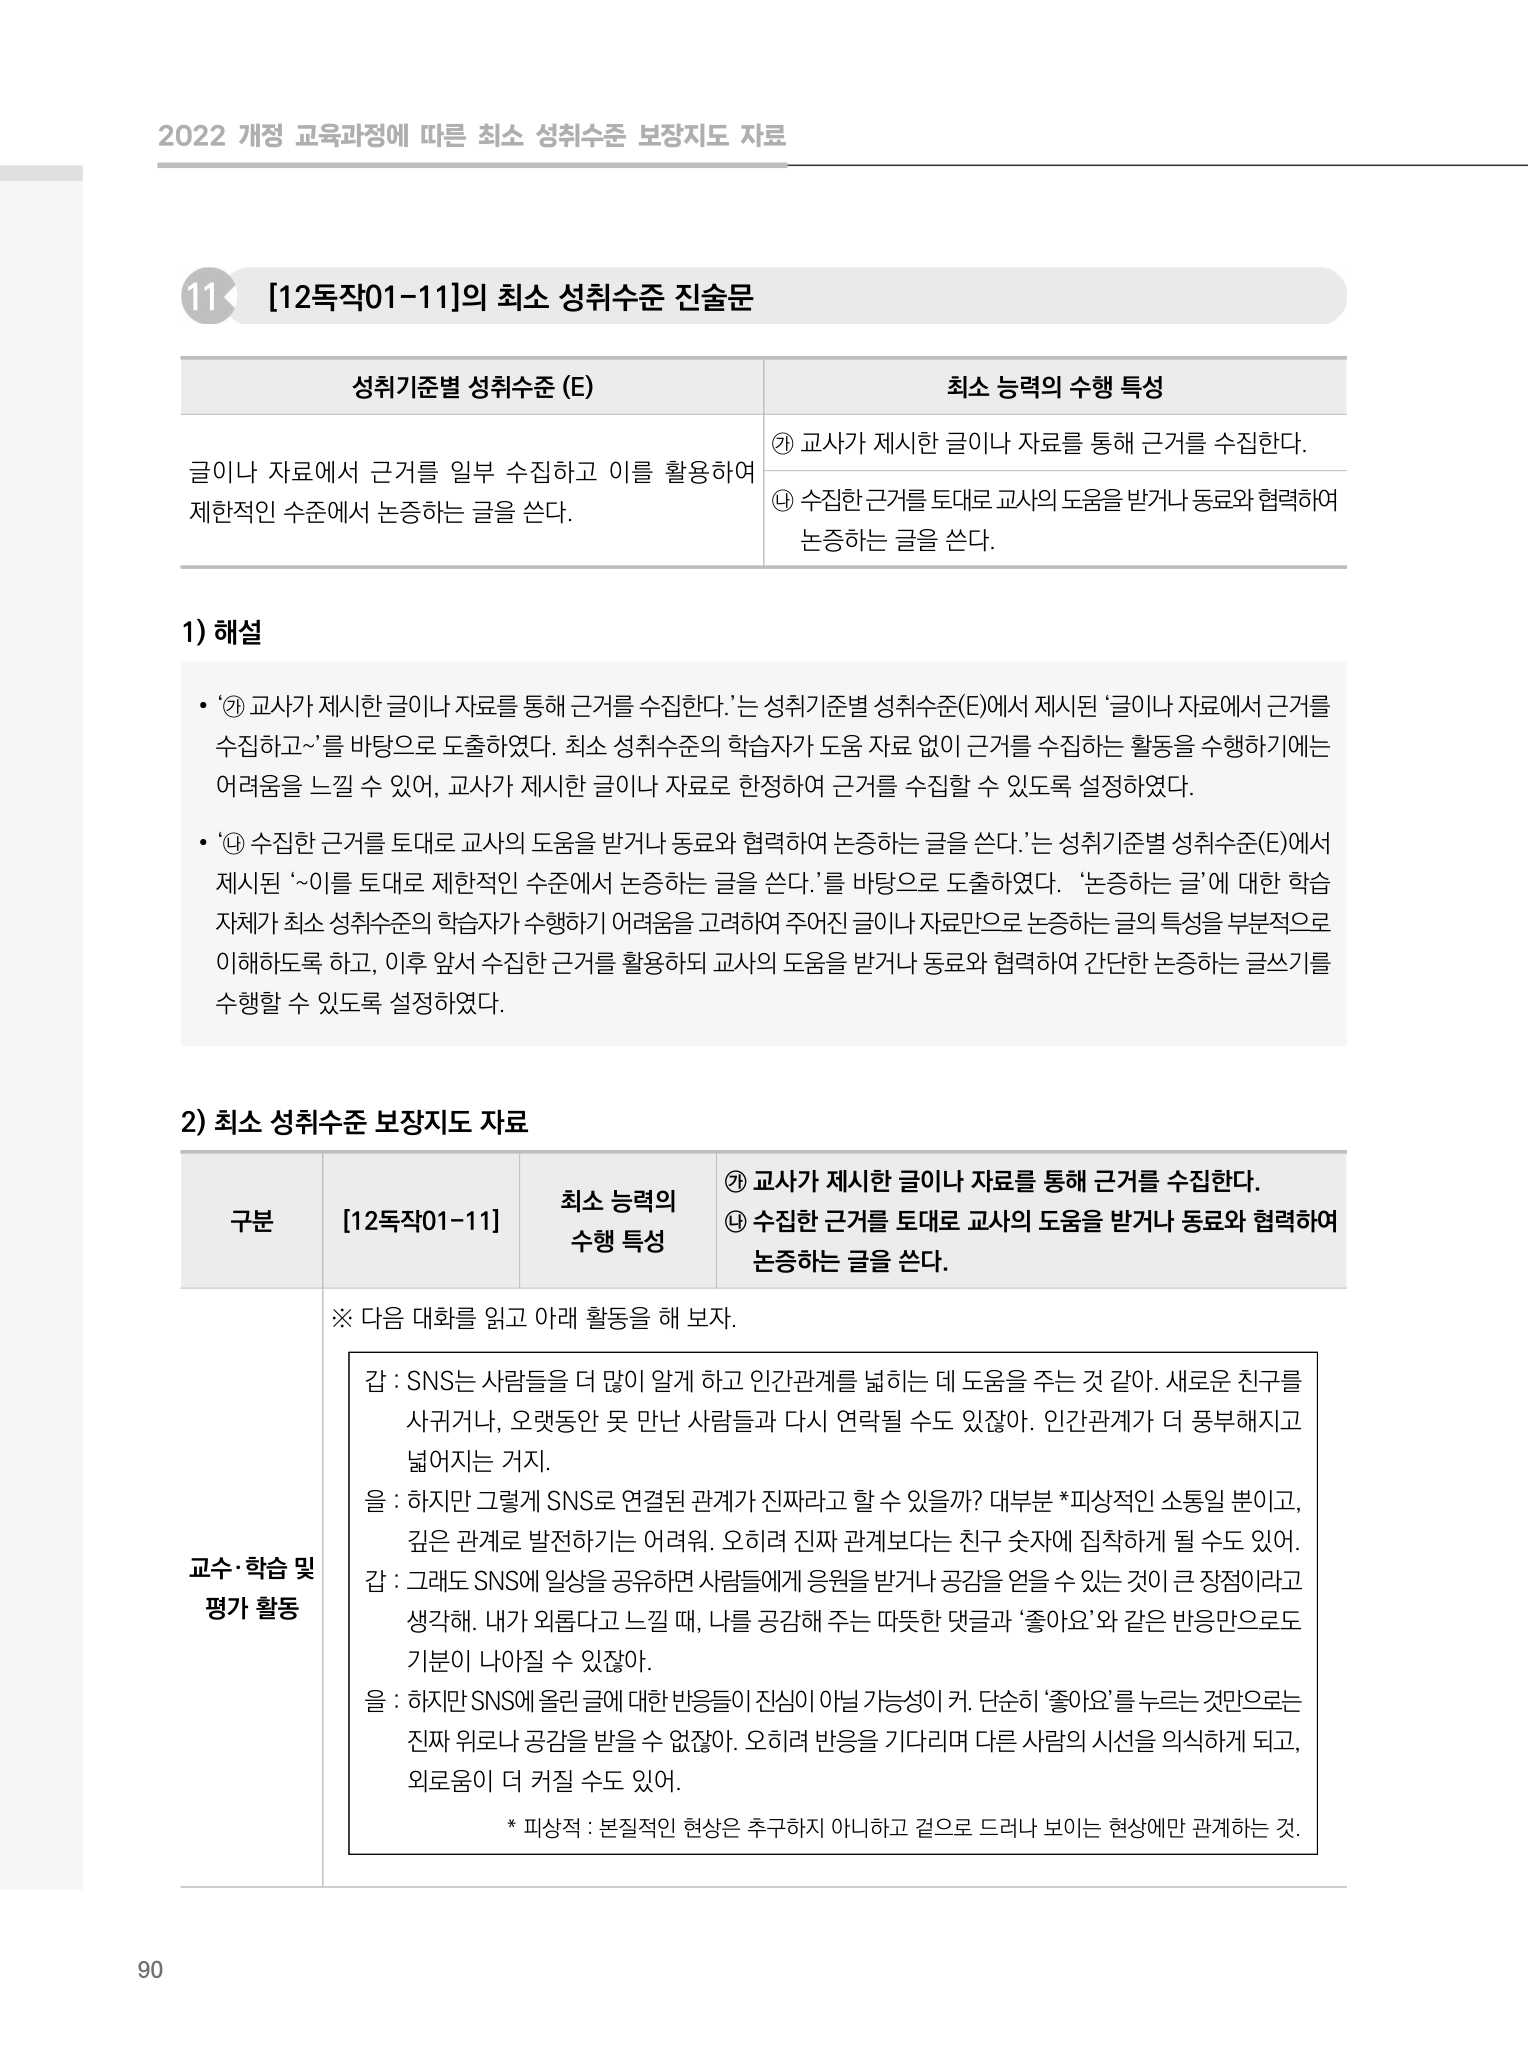 2022 개정 교육과정에 따른 최소 성취수준 보장지도 자료
11 [12독작01-11]의 최소 성취수준 진술문
성취기준별 성취수준 (E) 최소 능력의 수행 특성
글이나 자료에서 근거를 일부 수집하고 이를 활용하여
제한적인 수준에서 논증하는 글을 쓴다.
㉮ 교사가 제시한 글이나 자료를 통해 근거를 수집한다.
㉯ 수집한 근거를 토대로 교사의 도움을 받거나 동료와 협력하여
논증하는 글을 쓴다.
1) 해설
• ‘㉮ 교사가 제시한 글이나 자료를 통해 근거를 수집한다.’는 성취기준별 성취수준(E)에서 제시된 ‘글이나 자료에서 근거를
수집하고~’를 바탕으로 도출하였다. 최소 성취수준의 학습자가 도움 자료 없이 근거를 수집하는 활동을 수행하기에는
어려움을 느낄 수 있어, 교사가 제시한 글이나 자료로 한정하여 근거를 수집할 수 있도록 설정하였다.
• ‘㉯ 수집한 근거를 토대로 교사의 도움을 받거나 동료와 협력하여 논증하는 글을 쓴다.’는 성취기준별 성취수준(E)에서
제시된 ‘~이를 토대로 제한적인 수준에서 논증하는 글을 쓴다.’를 바탕으로 도출하였다. ‘논증하는 글’에 대한 학습
자체가 최소 성취수준의 학습자가 수행하기 어려움을 고려하여 주어진 글이나 자료만으로 논증하는 글의 특성을 부분적으로
이해하도록 하고, 이후 앞서 수집한 근거를 활용하되 교사의 도움을 받거나 동료와 협력하여 간단한 논증하는 글쓰기를
수행할 수 있도록 설정하였다.
2) 최소 성취수준 보장지도 자료
구분 [12독작01-11]
최소 능력의
수행 특성
㉮ 교사가 제시한 글이나 자료를 통해 근거를 수집한다.
㉯ 수집한 근거를 토대로 교사의 도움을 받거나 동료와 협력하여
논증하는 글을 쓴다.
교수·학습 및
평가 활동
※ 다음 대화를 읽고 아래 활동을 해 보자.
갑 : SNS는 사람들을 더 많이 알게 하고 인간관계를 넓히는 데 도움을 주는 것 같아. 새로운 친구를
사귀거나, 오랫동안 못 만난 사람들과 다시 연락될 수도 있잖아. 인간관계가 더 풍부해지고
넓어지는 거지.
을 : 하지만 그렇게 SNS로 연결된 관계가 진짜라고 할 수 있을까? 대부분 *피상적인 소통일 뿐이고,
깊은 관계로 발전하기는 어려워. 오히려 진짜 관계보다는 친구 숫자에 집착하게 될 수도 있어.
갑 : 그래도 SNS에 일상을 공유하면 사람들에게 응원을 받거나 공감을 얻을 수 있는 것이 큰 장점이라고
생각해. 내가 외롭다고 느낄 때, 나를 공감해 주는 따뜻한 댓글과 ‘좋아요’와 같은 반응만으로도
기분이 나아질 수 있잖아.
을 : 하지만 SNS에 올린 글에 대한 반응들이 진심이 아닐 가능성이 커. 단순히 ‘좋아요’를 누르는 것만으로는
진짜 위로나 공감을 받을 수 없잖아. 오히려 반응을 기다리며 다른 사람의 시선을 의식하게 되고,
외로움이 더 커질 수도 있어.
* 피상적 : 본질적인 현상은 추구하지 아니하고 겉으로 드러나 보이는 현상에만 관계하는 것.
90